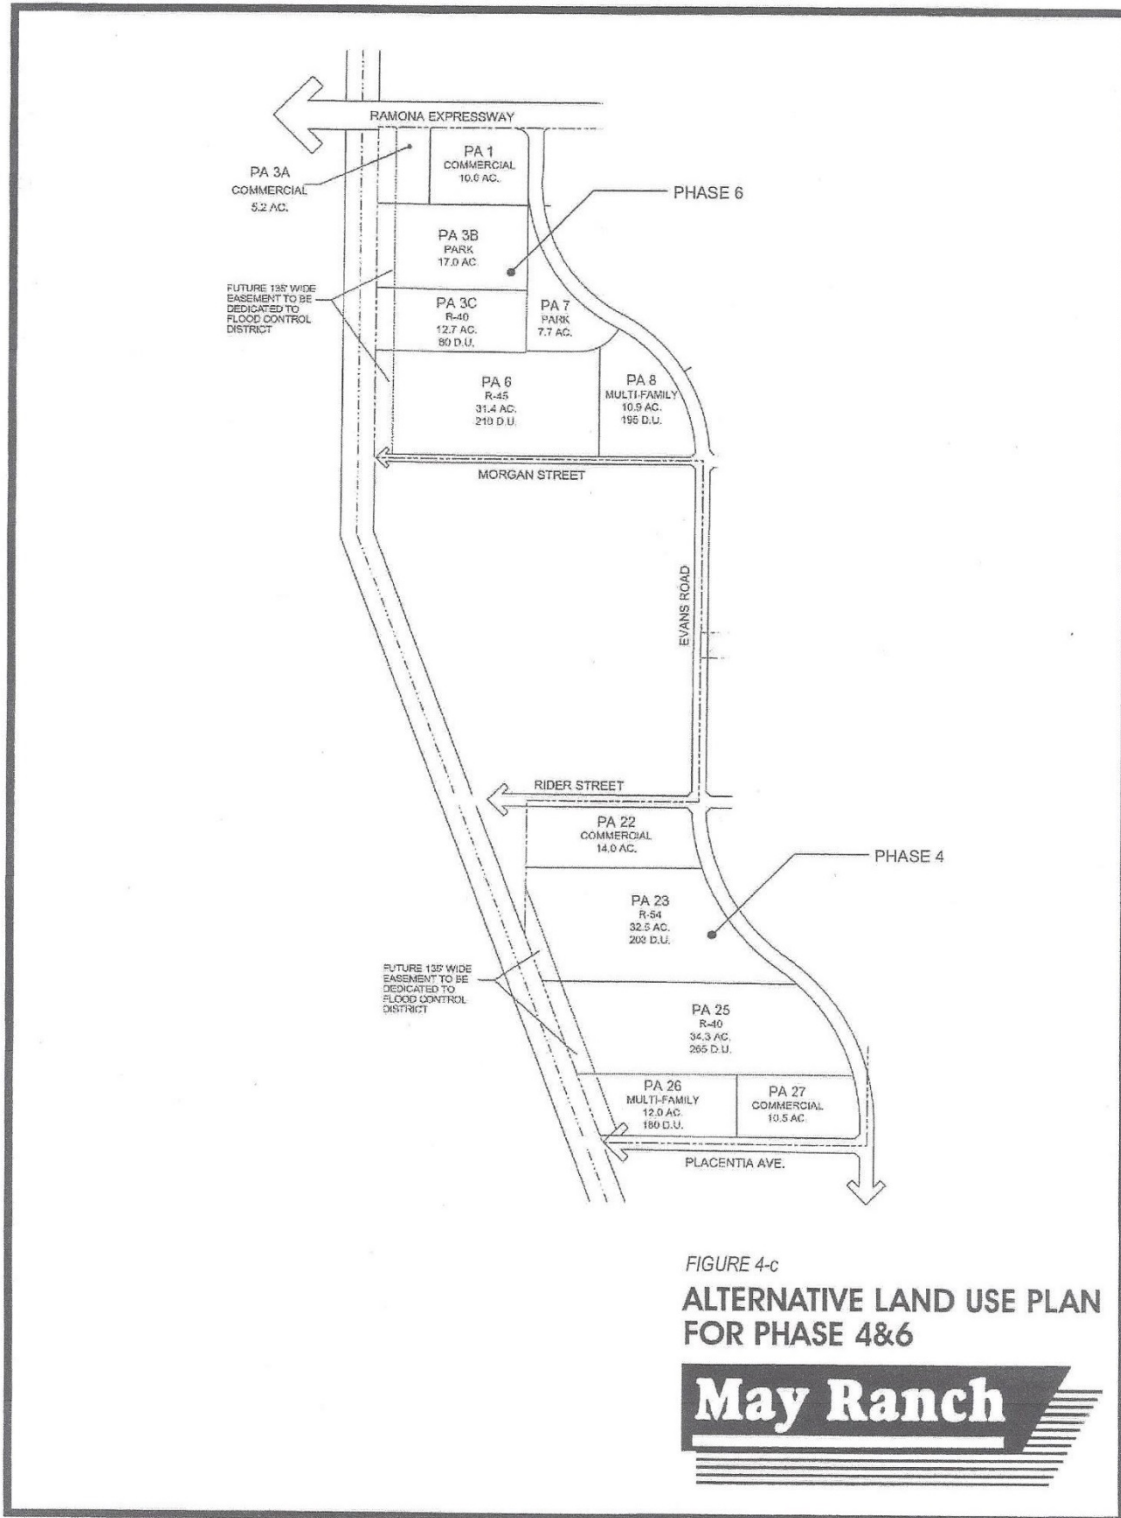 RAMONA EXPRESSWAY
PA 3A
COMMERCIAL
5.2 AC.
PA 1
COMMERCIAL
10.0 AC.
PHASE 6
PA 3B
PARK
17.0 AC.
FUTURE 135' WIDE
EASEMENT TO BE
DEDICATED TO
FLOOD CONTROL
DISTRICT
PA 3C
R-40
12.7 AC.
80 D.U.
PA 7
PARK
7.7 AC.
PA 6
R-45
31.4 AC.
210 D.U.
PA 8
MULTI-FAMILY
10.9 AC.
195 D.U.
MORGAN STREET
EVANS ROAD
RIDER STREET
PA 22
COMMERCIAL
14.0 AC.
PHASE 4
PA 23
R-54
32.5 AC.
203 D.U.
FUTURE 135' WIDE
EASEMENT TO BE
DEDICATED TO
FLOOD CONTROL
DISTRICT
PA 25
R-40
34.3 AC.
265 D.U.
PA 26
MULTI-FAMILY
12.0 AC.
180 D.U.
PA 27
COMMERCIAL
10.5 AC.
PLACENTIA AVE.
FIGURE 4-c
ALTERNATIVE LAND USE PLAN
FOR PHASE 4&6
May Ranch